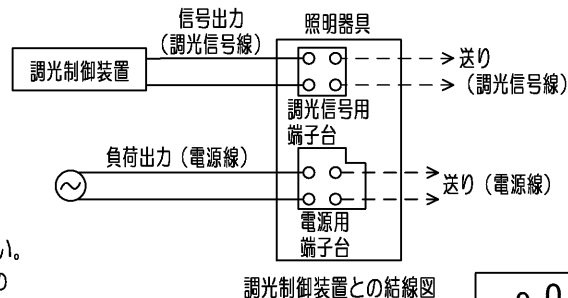 信号出力
(調光信号線)
照明器具
調光制御装置
送り
(調光信号線)
調光信号用
端子台
負荷出力(電源線)
送り(電源線)
電源用
端子台
い。
の
調光制御装置との結線図